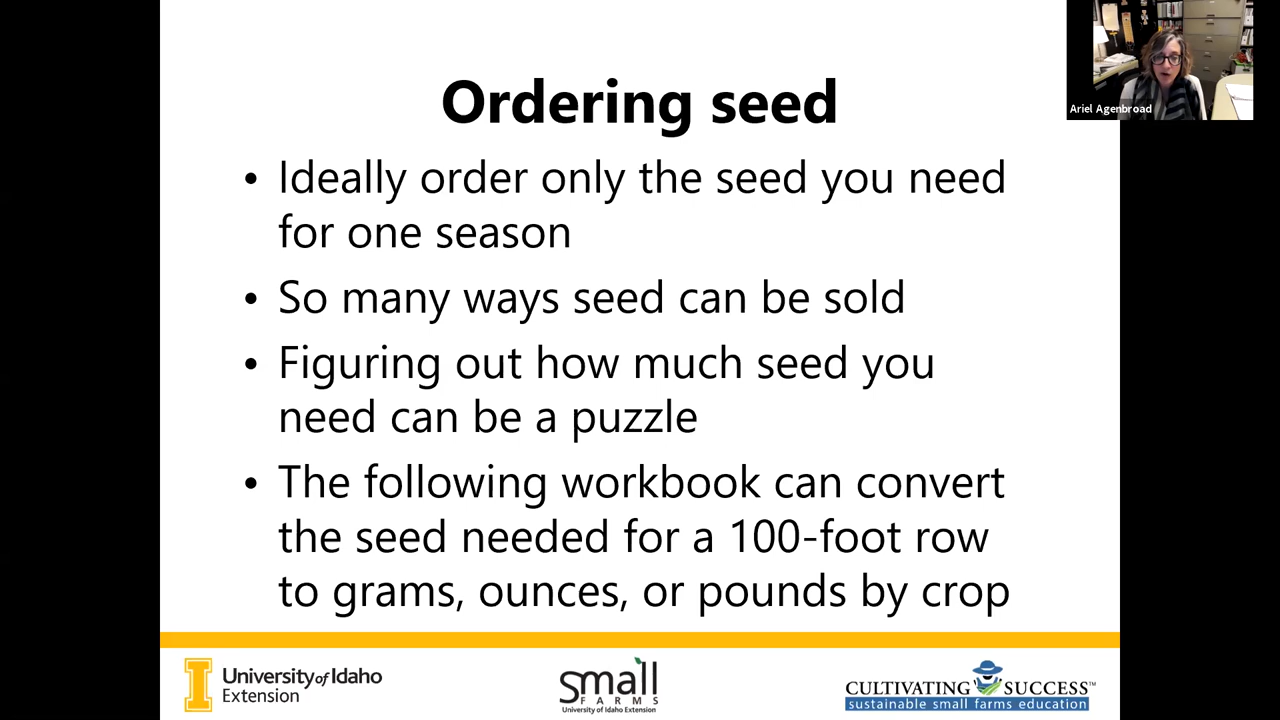 Ordering seed
Ariel Agenbroad
• Ideally order only the seed you need
for one season
• So many ways seed can be sold
• Figuring out how much seed you
need can be a puzzle
• The following workbook can convert
the seed needed for a 100-foot row
to grams, ounces, or pounds by crop
I
University of Idaho
Extension
small
FARMS
University of Idaho Extension
CULTIVATING SUCCESS™
sustainable small farms education